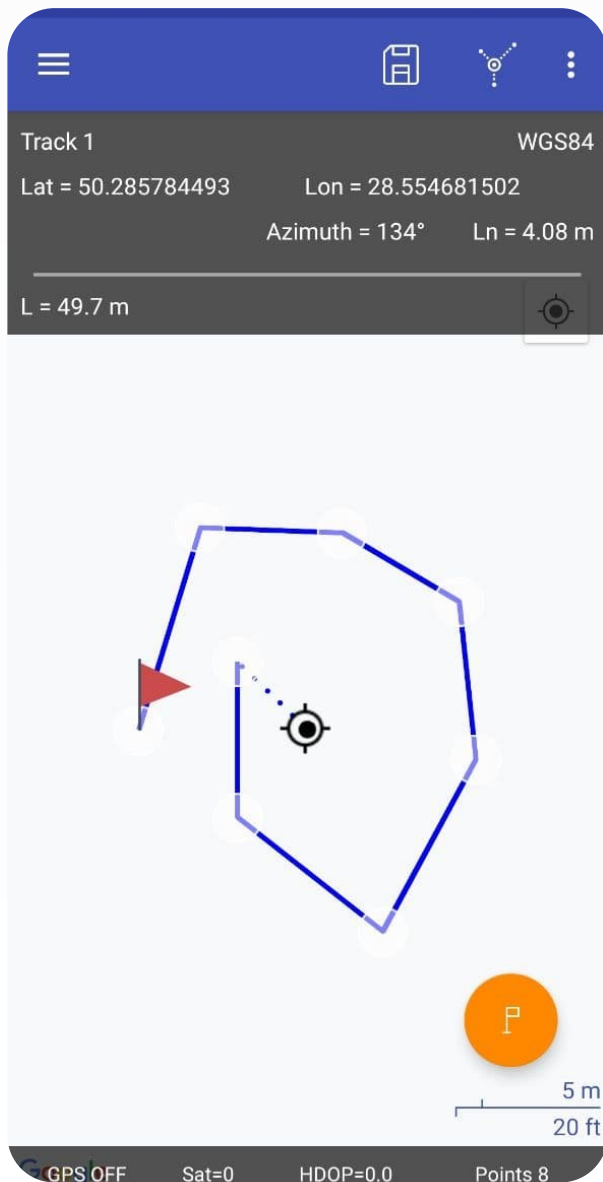 Track 1 WGS84
Lat = 50.285784493 Lon = 28.554681502
Azimuth = 134° Ln = 4.08 m
L = 49.7 m
5 m
20 ft
Google
GPS OFF Sat=0 HDOP=0.0 Points 8